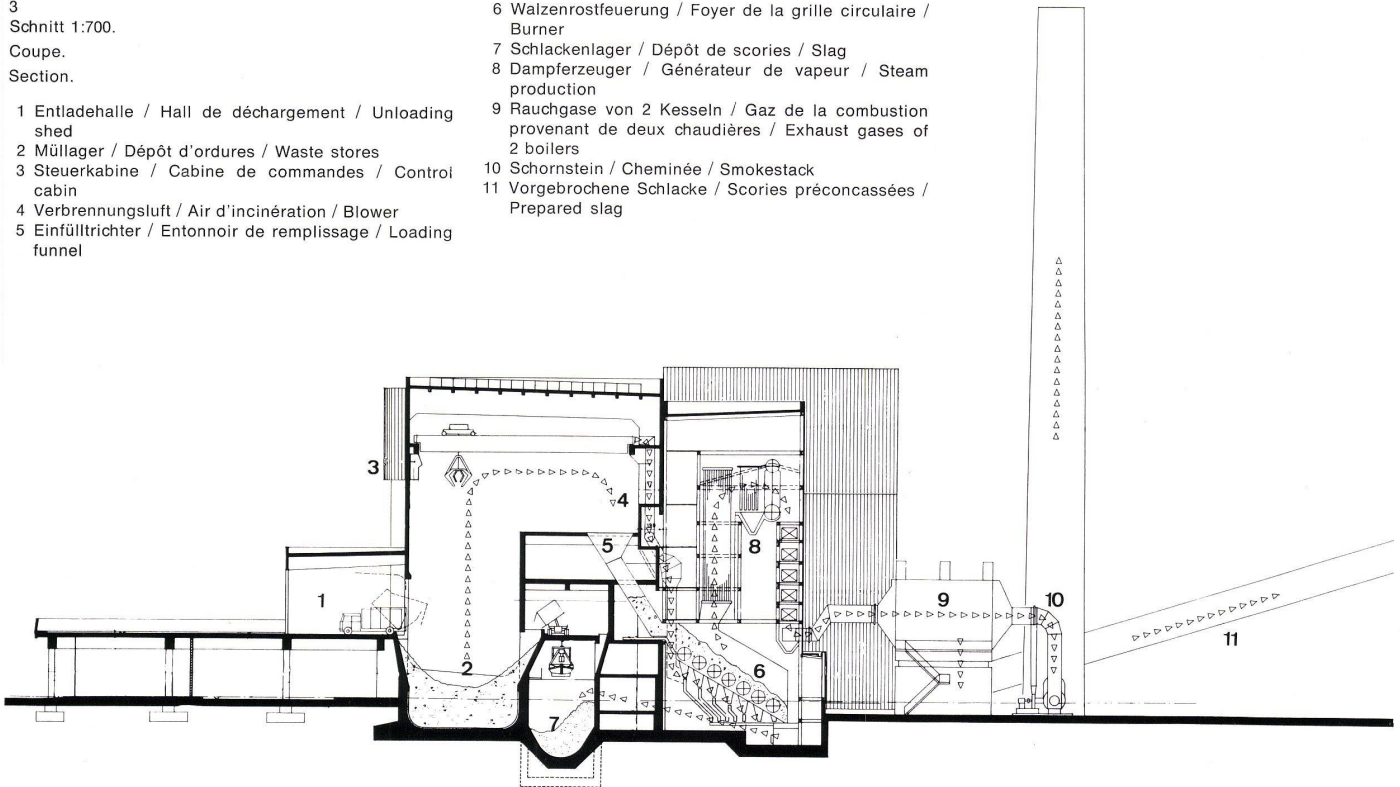 3
Schnitt 1:700.
Coupe.
Section.
1 Entladehalle / Hall de déchargement / Unloading
shed
2 Müllager / Dépôt d'ordures / Waste stores
3 Steuerkabine / Cabine de commandes / Control
cabin
4 Verbrennungsluft / Air d'incinération / Blower
5 Einfülltrichter / Entonnoir de remplissage / Loading
funnel
6 Walzenrostfeuerung / Foyer de la grille circulaire /
Burner
7 Schlackenlager / Dépôt de scories / Slag
8 Dampferzeuger / Générateur de vapeur / Steam
production
9 Rauchgase von 2 Kesseln / Gaz de la combustion
provenant de deux chaudières / Exhaust gases of
2 boilers
10 Schornstein / Cheminée / Smokestack
11 Vorgebrochene Schlacke / Scories préconcassées /
Prepared slag
3
4
5
8
1
9
10
11
2
6
7